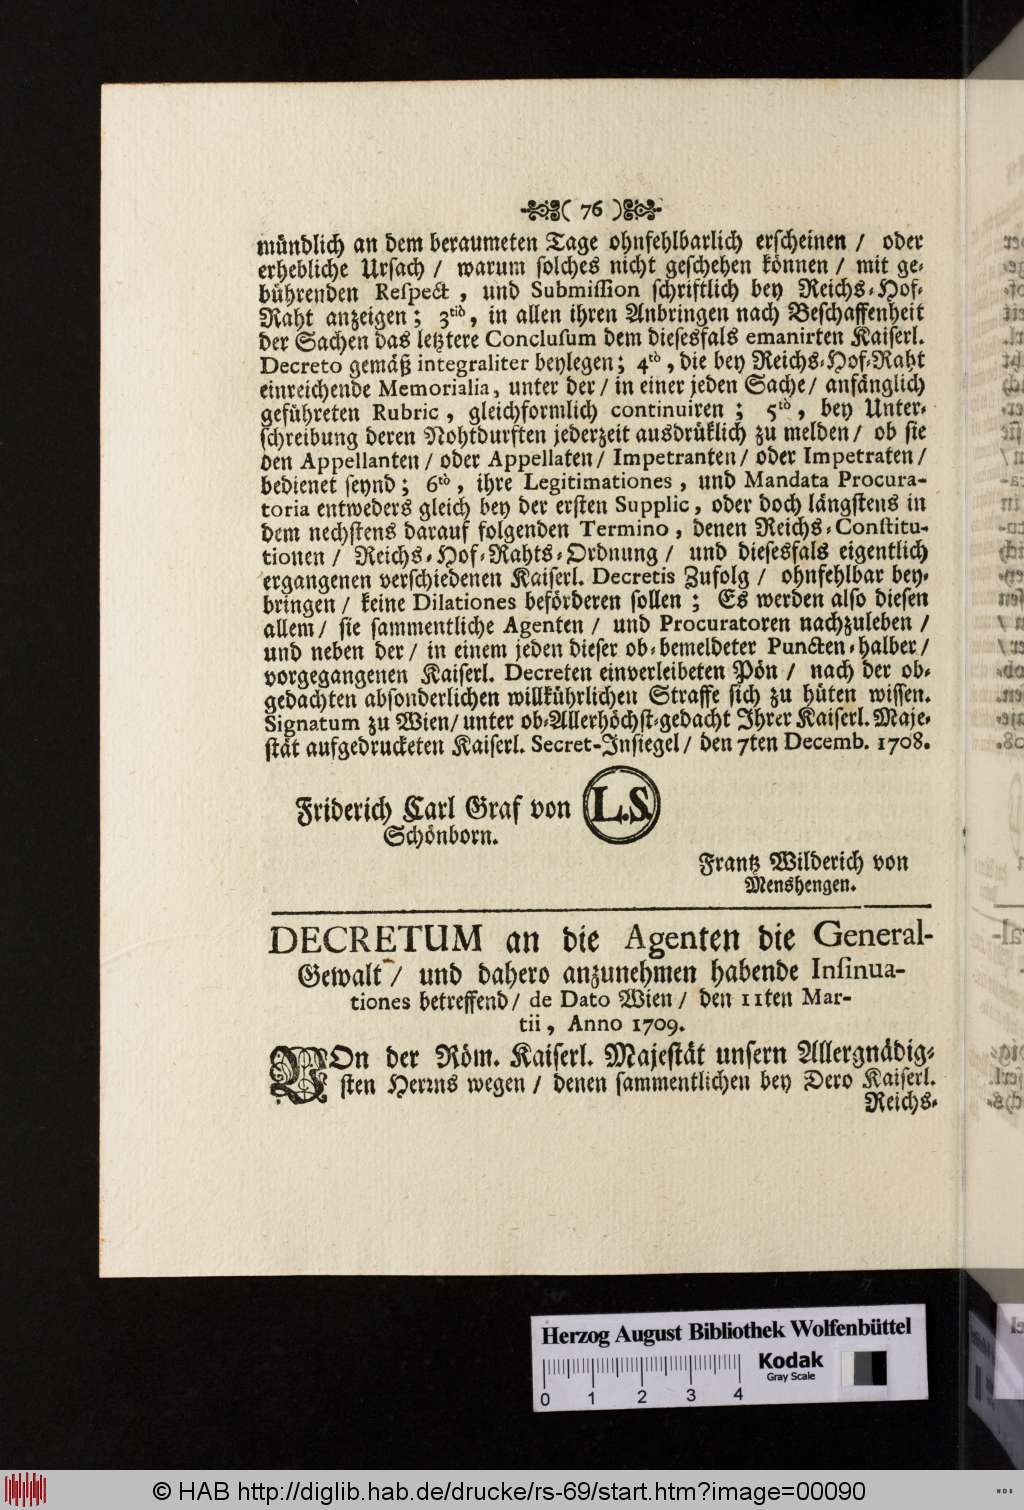 ( 76 )
mündlich an dem beraumeten Tage ohnfehlbarlich erscheinen / oder
erhebliche Ursach / warum solches nicht geschehen können / mit ge-
bührenden Respect, und Submission schriftlich bey Reichs-Hof-
Raht anzeigen; 3tiò, in allen ihren Anbringen nach Beschaffenheit
der Sachen das letztere Conclusum dem diesesfals emanirten Kaiserl.
Decreto gemäß integraliter beylegen; 4tò, die bey Reichs-Hof-Raht
einreichende Memorialia, unter der / in einer jeden Sache / anfänglich
geführeten Rubric, gleichformlich continuiren; 5tò, bey Unter-
schreibung deren Nohtdurften jederzeit ausdrüklich zu melden / ob sie
den Appellanten / oder Appellaten / Impetranten / oder Impetraten /
bedienet seynd; 6tò, ihre Legitimationes, und Mandata Procura-
toria entweders gleich bey der ersten Supplic, oder doch längstens in
dem nechstens darauf folgenden Termino, denen Reichs-Constitu-
tionen / Reichs-Hof-Rahts-Ordnung / und diesesfals eigentlich
ergangenen verschiedenen Kaiserl. Decretis Zufolg / ohnfehlbar bey-
bringen / keine Dilationes beförderen sollen; Es werden also diesen
allem / sie sammentliche Agenten / und Procuratoren nachzuleben /
und neben der / in einem jeden dieser ob-bemeldeter Puncten-halber /
vorgegangenen Kaiserl. Decreten einverleibeten Pön / nach der ob-
gedachten absonderlichen willkührlichen Straffe sich zu hüten wissen.
Signatum zu Wien / unter ob-Allerhöchst-gedacht Ihrer Kaiserl. Maje-
stät aufgedrucketen Kaiserl. Secret-Insiegel / den 7ten Decemb. 1708.
Friderich Carl Graf von L.S.
Schönborn.
Frantz Wilderich von
Menshengen.
DECRETUM an die Agenten die General-
Gewalt / und dahero anzunehmen habende Insinua-
tiones betreffend / de Dato Wien / den 11ten Mar-
tii, Anno 1709.
VOn der Röm. Kaiserl. Majestät unsern Allergnädig-
sten Herrns wegen / denen sammentlichen bey Dero Kaiserl.
Reichs-
Herzog August Bibliothek Wolfenbüttel
Kodak
Gray Scale
0 1 2 3 4
© HAB http://diglib.hab.de/drucke/rs-69/start.htm?image=00090